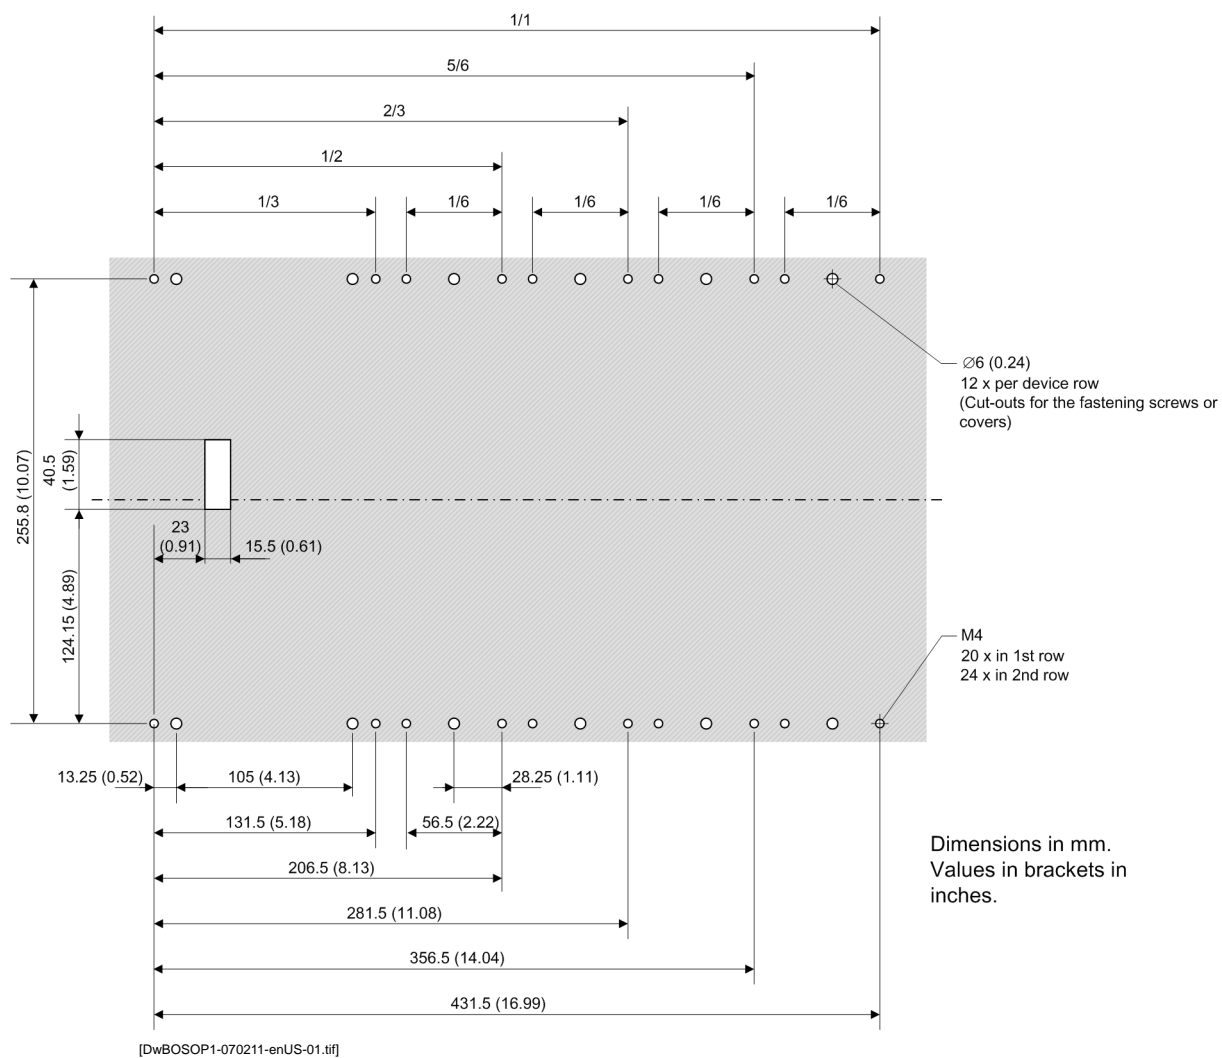 1/1
5/6
2/3
1/2
1/3
1/6
1/6
1/6
1/6
∅6 (0.24)
12 x per device row
(Cut-outs for the fastening screws or
covers)
255.8 (10.07)
40.5
(1.59)
23
(0.91)
15.5 (0.61)
124.15 (4.89)
M4
20 x in 1st row
24 x in 2nd row
13.25 (0.52)
105 (4.13)
28.25 (1.11)
131.5 (5.18)
56.5 (2.22)
206.5 (8.13)
281.5 (11.08)
356.5 (14.04)
431.5 (16.99)
Dimensions in mm.
Values in brackets in
inches.
[DwBOSOP1-070211-enUS-01.tif]